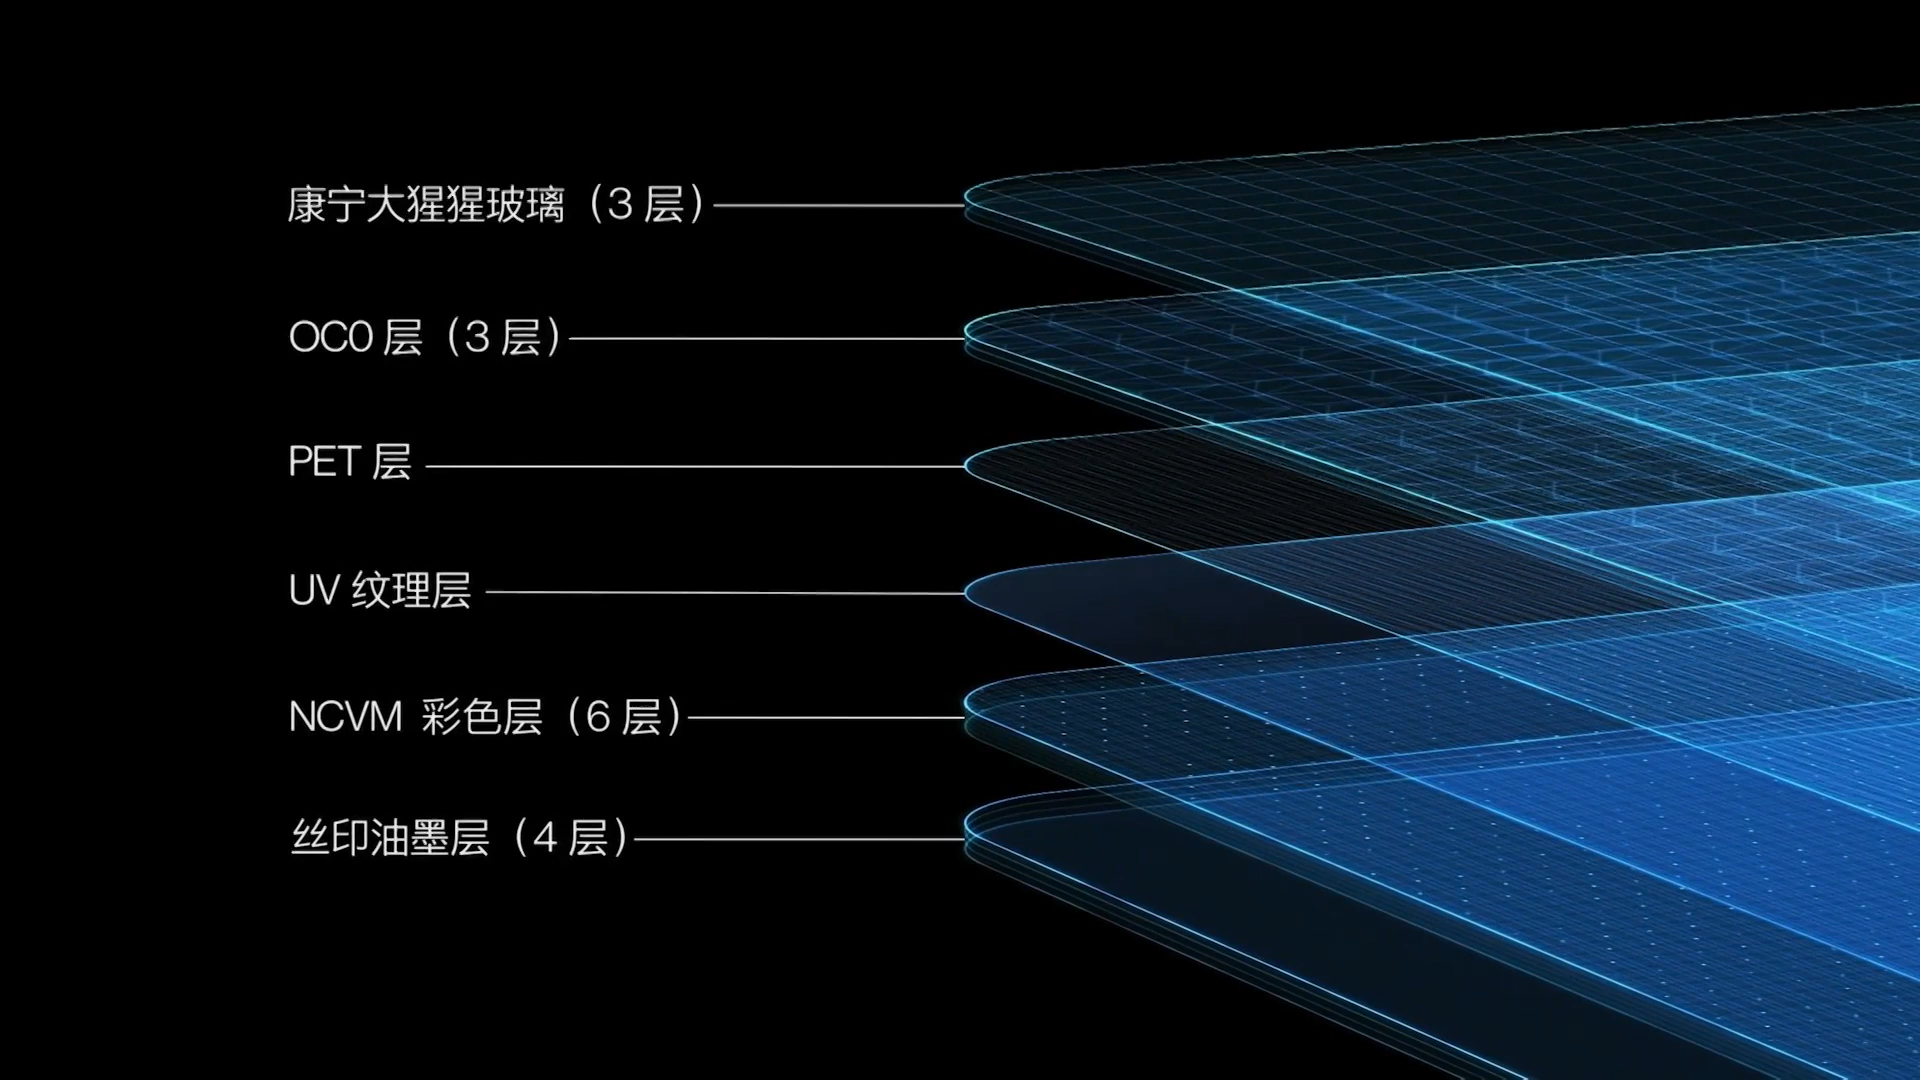 康宁大猩猩玻璃（3 层）
OC0 层（3 层）
PET 层
UV 纹理层
NCVM 彩色层（6 层）
丝印油墨层（4 层）